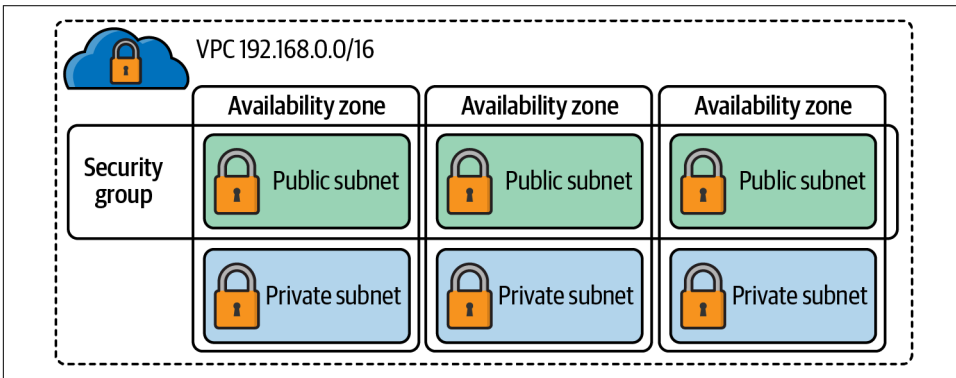 VPC 192.168.0.0/16
Availability zone
Availability zone
Availability zone
Security
group
Public subnet
Public subnet
Public subnet
Private subnet
Private subnet
Private subnet